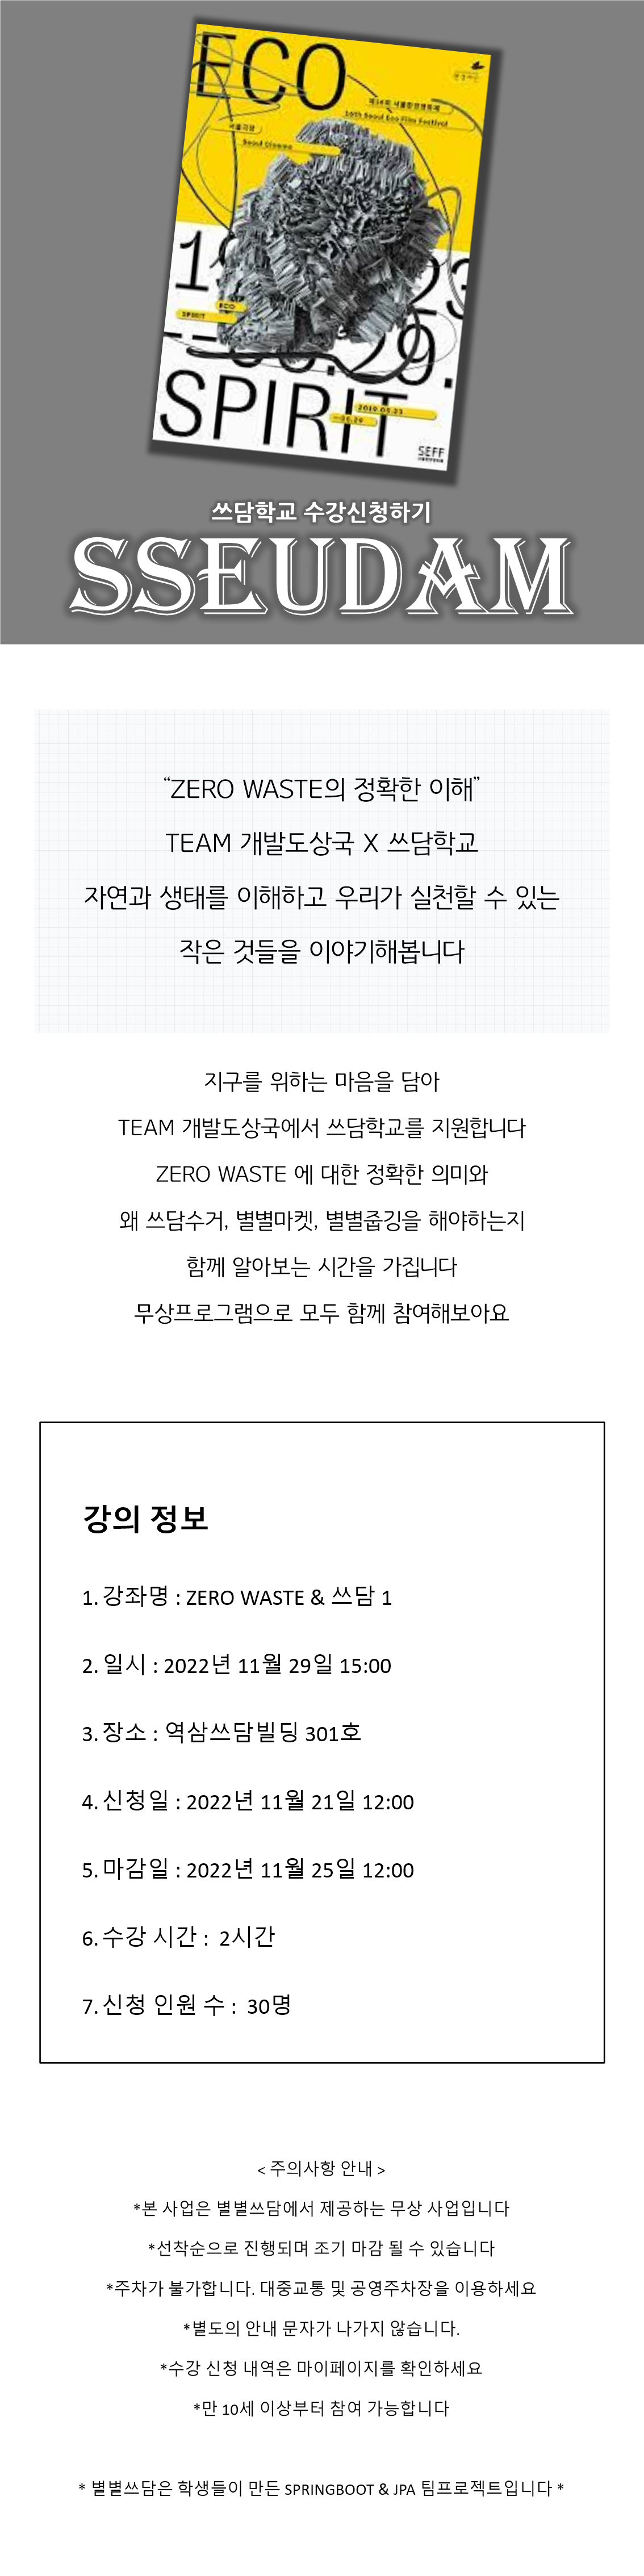 ECO
제16회 서울환경영화제
16th Seoul Eco Film Festival
서울극장
Seoul Cinema
ECO
SPIRIT
29.
SPIRIT
2019.05.23
—05.29
SEFF
쓰담학교 수강신청하기
SSEUDAM
“ZERO WASTE의 정확한 이해”
TEAM 개발도상국 X 쓰담학교
자연과 생태를 이해하고 우리가 실천할 수 있는
작은 것들을 이야기해봅니다
지구를 위하는 마음을 담아
TEAM 개발도상국에서 쓰담학교를 지원합니다
ZERO WASTE 에 대한 정확한 의미와
왜 쓰담수거, 별별마켓, 별별줍깅을 해야하는지
함께 알아보는 시간을 가집니다
무상프로그램으로 모두 함께 참여해보아요
강의 정보
1. 강좌명 : ZERO WASTE & 쓰담 1
2. 일시 : 2022년 11월 29일 15:00
3. 장소 : 역삼쓰담빌딩 301호
4. 신청일 : 2022년 11월 21일 12:00
5. 마감일 : 2022년 11월 25일 12:00
6. 수강 시간 : 2시간
7. 신청 인원 수 : 30명
< 주의사항 안내 >
*본 사업은 별별쓰담에서 제공하는 무상 사업입니다
*선착순으로 진행되며 조기 마감 될 수 있습니다
*주차가 불가합니다. 대중교통 및 공영주차장을 이용하세요
*별도의 안내 문자가 나가지 않습니다.
*수강 신청 내역은 마이페이지를 확인하세요
*만 10세 이상부터 참여 가능합니다
* 별별쓰담은 학생들이 만든 SPRINGBOOT & JPA 팀프로젝트입니다 *